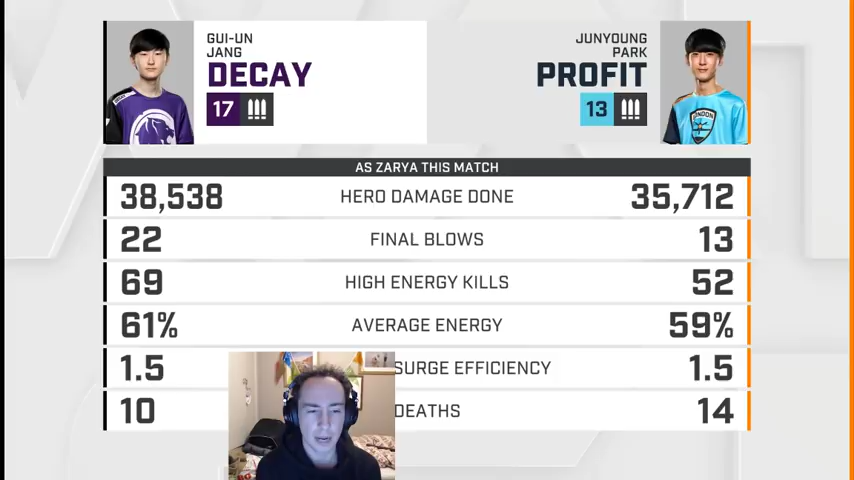 GUI-UN
JANG
DECAY
17
JUNYOUNG
PARK
PROFIT
13
LONDON
AS ZARYA THIS MATCH
38,538 HERO DAMAGE DONE 35,712
22 FINAL BLOWS 13
69 HIGH ENERGY KILLS 52
61% AVERAGE ENERGY 59%
1.5 SURGE EFFICIENCY 1.5
10 DEATHS 14